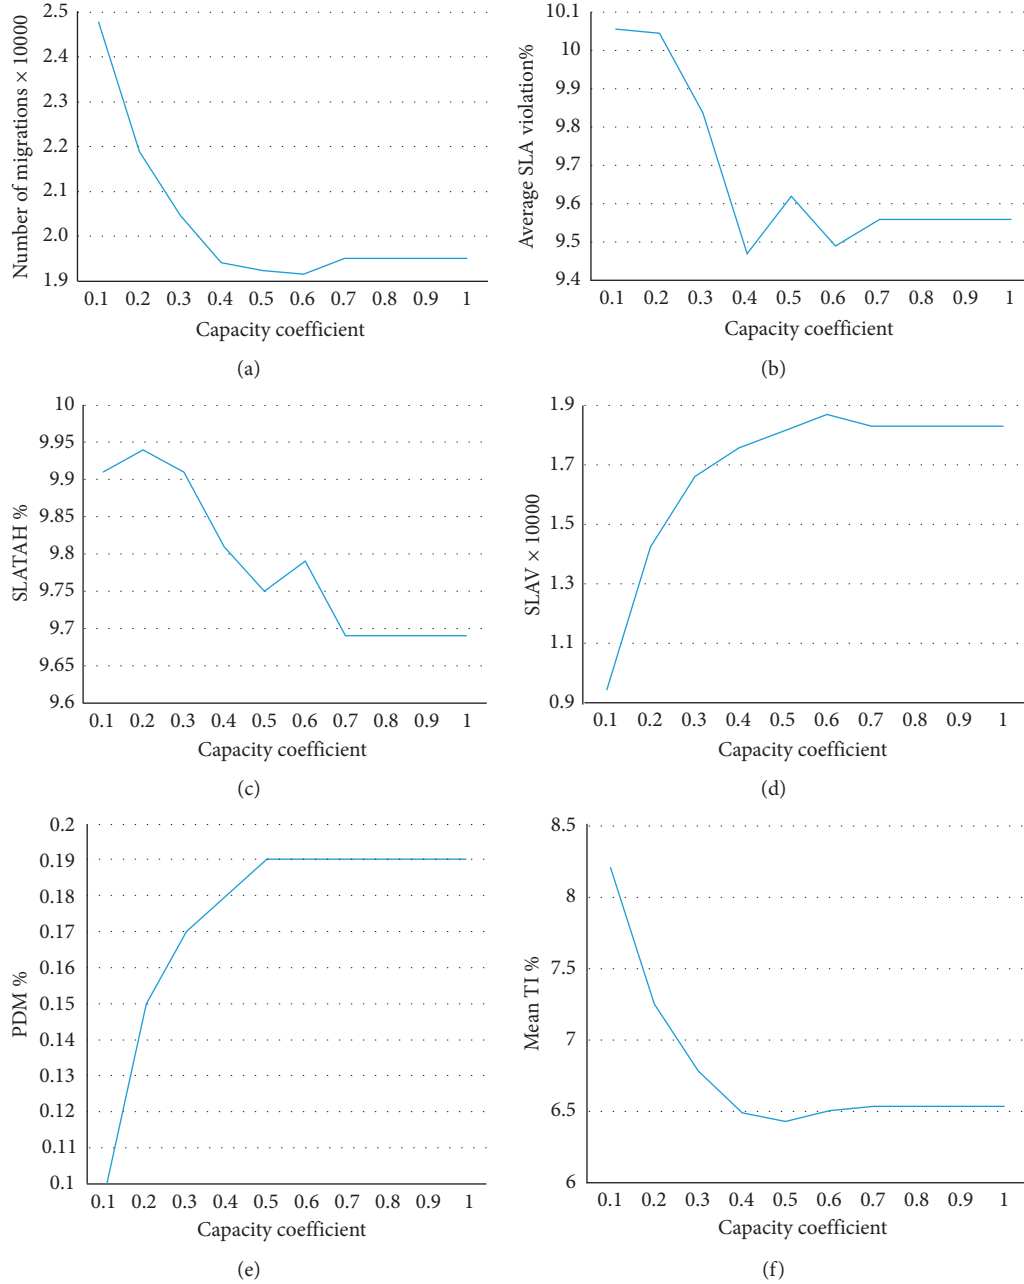 Number of migrations × 10000
2.5
2.4
2.3
2.2
2.1
2.0
1.9
0.1 0.2 0.3 0.4 0.5 0.6 0.7 0.8 0.9 1
Capacity coefficient
(a)
Average SLA violation%
10.1
10
9.9
9.8
9.7
9.6
9.5
9.4
0.1 0.2 0.3 0.4 0.5 0.6 0.7 0.8 0.9 1
Capacity coefficient
(b)
SLATAH %
10
9.95
9.9
9.85
9.8
9.75
9.7
9.65
9.6
0.1 0.2 0.3 0.4 0.5 0.6 0.7 0.8 0.9 1
Capacity coefficient
(c)
SLAV × 10000
1.9
1.7
1.5
1.3
1.1
0.9
0.1 0.2 0.3 0.4 0.5 0.6 0.7 0.8 0.9 1
Capacity coefficient
(d)
PDM %
0.2
0.19
0.18
0.17
0.16
0.15
0.14
0.13
0.12
0.11
0.1
0.1 0.2 0.3 0.4 0.5 0.6 0.7 0.8 0.9 1
Capacity coefficient
(e)
Mean TI %
8.5
8
7.5
7
6.5
6
0.1 0.2 0.3 0.4 0.5 0.6 0.7 0.8 0.9 1
Capacity coefficient
(f)